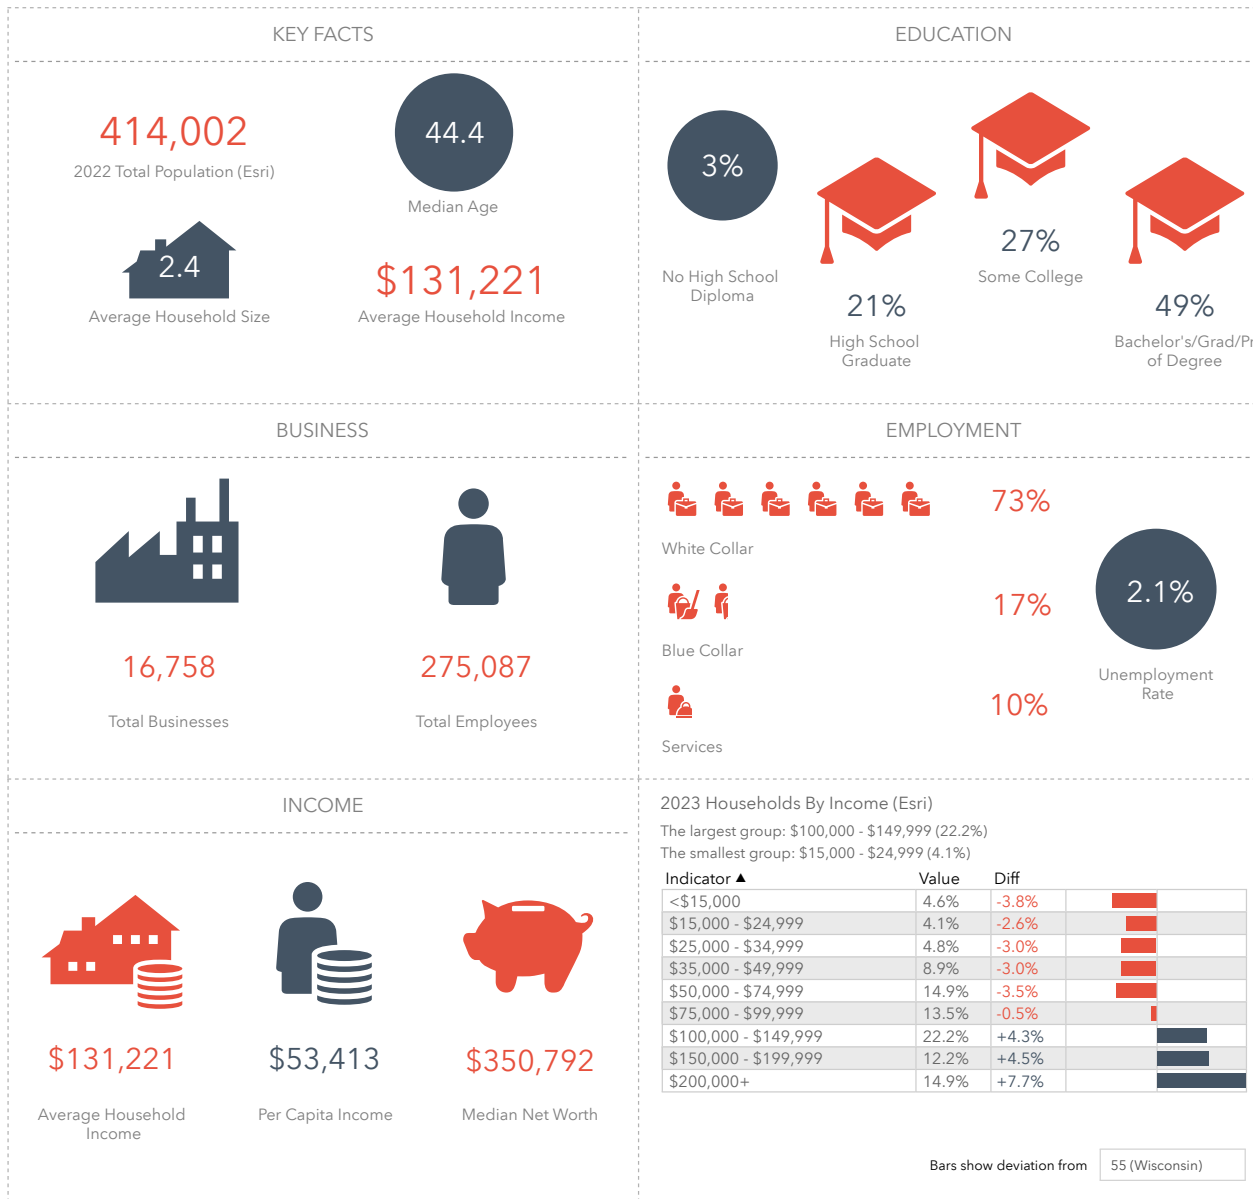 KEY FACTS
414,002
2022 Total Population (Esri)
44.4
Median Age
2.4
Average Household Size
$131,221
Average Household Income
EDUCATION
3%
No High School
Diploma
21%
High School
Graduate
27%
Some College
49%
Bachelor's/Grad/Pr
of Degree
BUSINESS
16,758
Total Businesses
275,087
Total Employees
EMPLOYMENT
73%
White Collar
17%
Blue Collar
10%
Services
2.1%
Unemployment
Rate
INCOME
$131,221
Average Household
Income
$53,413
Per Capita Income
$350,792
Median Net Worth
2023 Households By Income (Esri)
The largest group: $100,000 - $149,999 (22.2%)
The smallest group: $15,000 - $24,999 (4.1%)
Indicator ▲ Value Diff
<$15,000 4.6% -3.8%
$15,000 - $24,999 4.1% -2.6%
$25,000 - $34,999 4.8% -3.0%
$35,000 - $49,999 8.9% -3.0%
$50,000 - $74,999 14.9% -3.5%
$75,000 - $99,999 13.5% -0.5%
$100,000 - $149,999 22.2% +4.3%
$150,000 - $199,999 12.2% +4.5%
$200,000+ 14.9% +7.7%
Bars show deviation from 55 (Wisconsin)